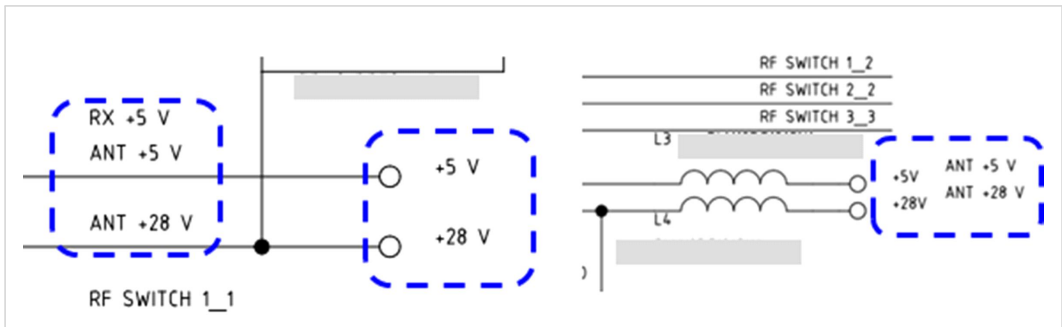 RX +5 V
ANT +5 V
ANT +28 V
RF SWITCH 1_1
+5 V
+28 V
RF SWITCH 1_2
RF SWITCH 2_2
RF SWITCH 3_3
L3
+5V ANT +5 V
+28V ANT +28 V
L4